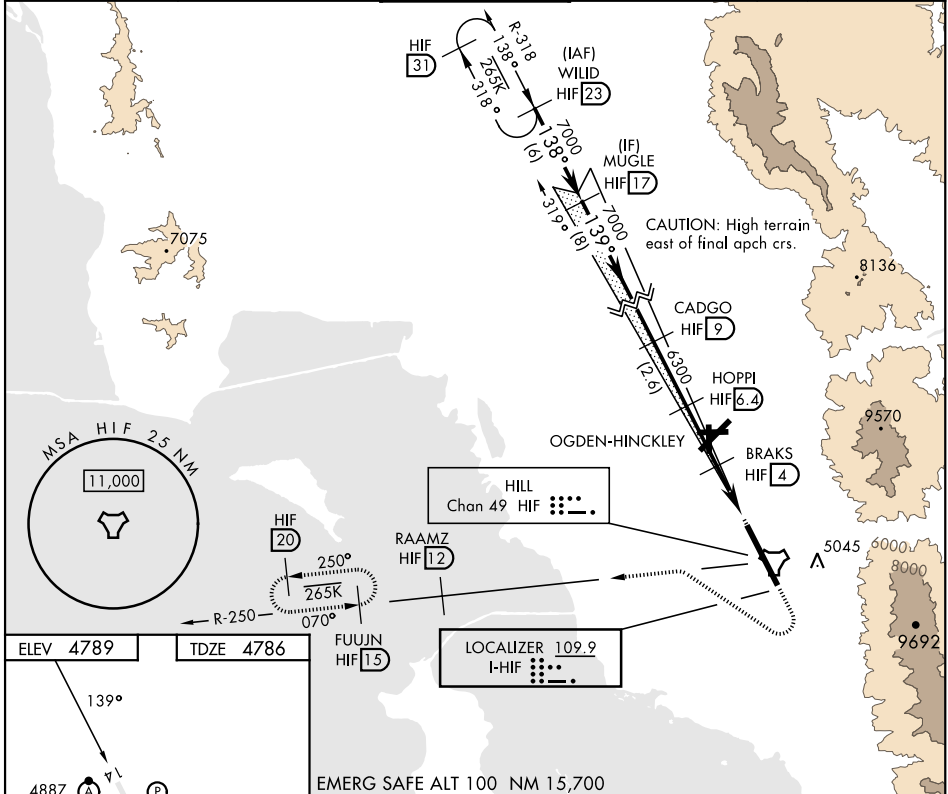 R-318
138°
265K
318°
HIF
31
(IAF)
WILID
HIF 23
7000
138°
(6)
(IF)
MUGLE
HIF 17
319°
(8)
139°
7000
CAUTION: High terrain
east of final apch crs.
7075
8136
CADGO
HIF 9
6300
(2.6)
HOPPI
HIF 6.4
9570
OGDEN-HINCKLEY
BRAKS
HIF 4
MSA HIF 25 NM
11,000
HILL
Chan 49 HIF
5045
6000
8000
9692
HIF
20
RAAMZ
HIF 12
250°
265K
070°
R-250
FUUJN
HIF 15
LOCALIZER 109.9
I-HIF
ELEV 4789
TDZE 4786
139°
14
4887
A
P
EMERG SAFE ALT 100 NM 15,700